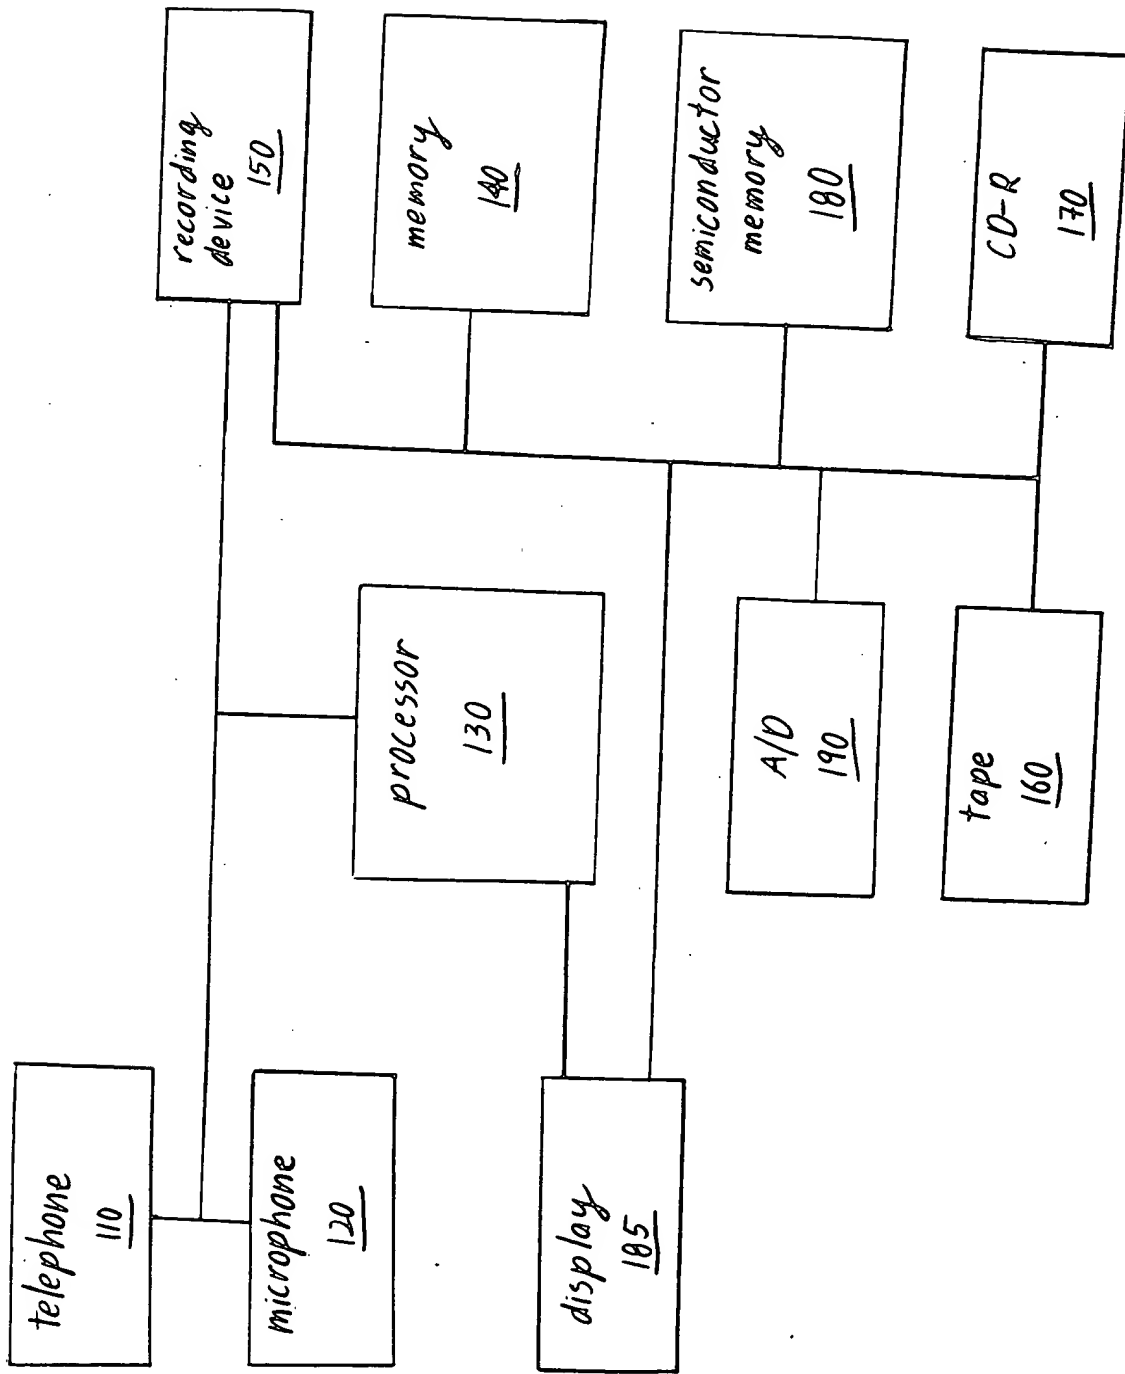 telephone
110
microphone
120
display
185
processor
130
A/D
190
tape
160
recording
device
150
memory
140
semiconductor
memory
180
CD-R
170